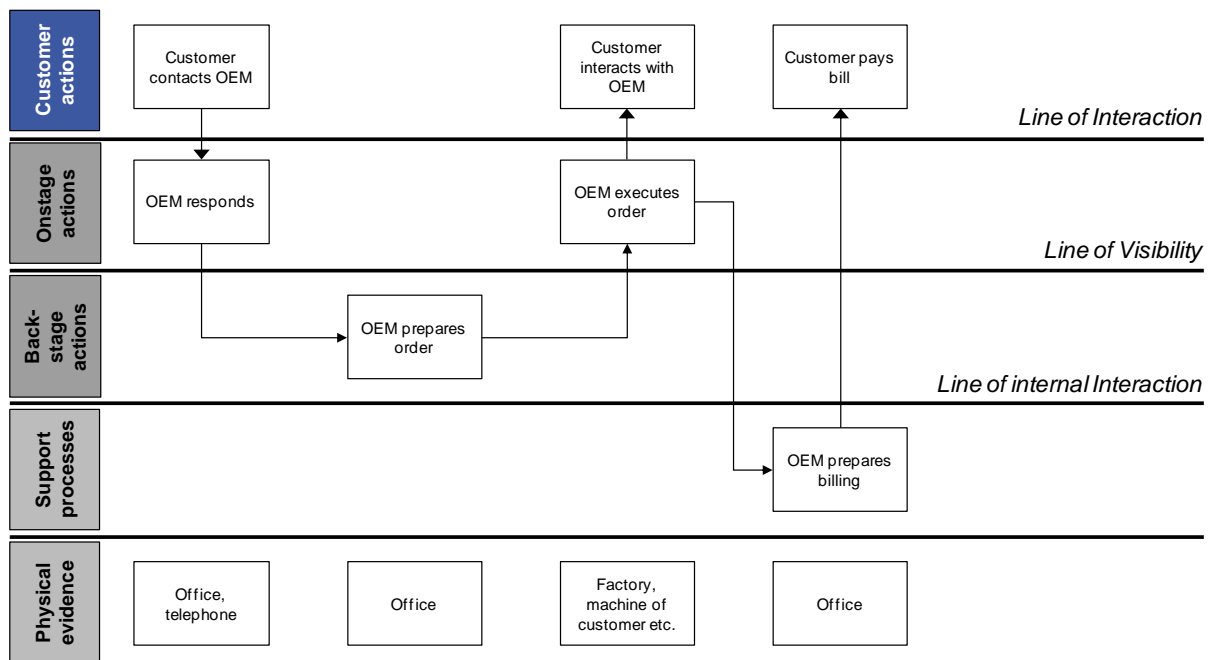 Customer
actions
Customer
contacts OEM
Customer
interacts with
OEM
Customer pays
bill
Line of Interaction
Onstage
actions
OEM responds
OEM executes
order
Line of Visibility
Back-
stage
actions
OEM prepares
order
Line of internal Interaction
Support
processes
OEM prepares
billing
Physical
evidence
Office,
telephone
Office
Factory,
machine of
customer etc.
Office